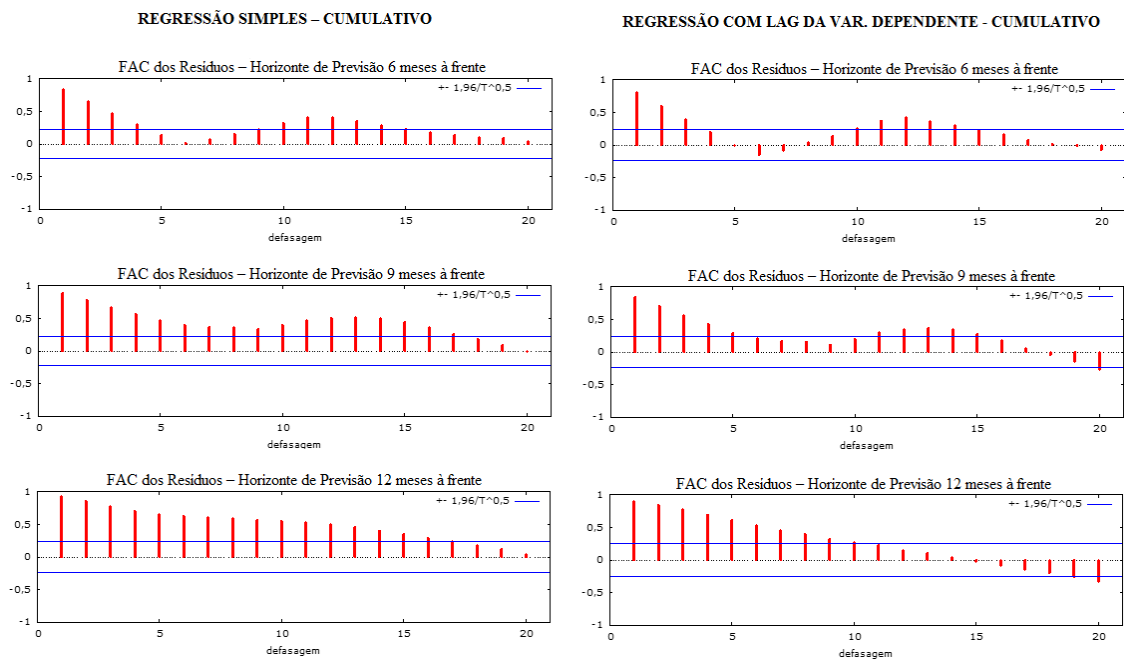 REGRESSÃO SIMPLES – CUMULATIVO
FAC dos Resíduos – Horizonte de Previsão 6 meses à frente
+- 1,96/T^0,5
1
0,5
0
-0,5
-1
0 5 10 15 20
defasagem
FAC dos Resíduos – Horizonte de Previsão 9 meses à frente
+- 1,96/T^0,5
1
0,5
0
-0,5
-1
0 5 10 15 20
defasagem
FAC dos Resíduos – Horizonte de Previsão 12 meses à frente
+- 1,96/T^0,5
1
0,5
0
-0,5
-1
0 5 10 15 20
defasagem
REGRESSÃO COM LAG DA VAR. DEPENDENTE - CUMULATIVO
FAC dos Resíduos – Horizonte de Previsão 6 meses à frente
+- 1,96/T^0,5
1
0,5
0
-0,5
-1
0 5 10 15 20
defasagem
FAC dos Resíduos – Horizonte de Previsão 9 meses à frente
+- 1,96/T^0,5
1
0,5
0
-0,5
-1
0 5 10 15 20
defasagem
FAC dos Resíduos – Horizonte de Previsão 12 meses à frente
+- 1,96/T^0,5
1
0,5
0
-0,5
-1
0 5 10 15 20
defasagem